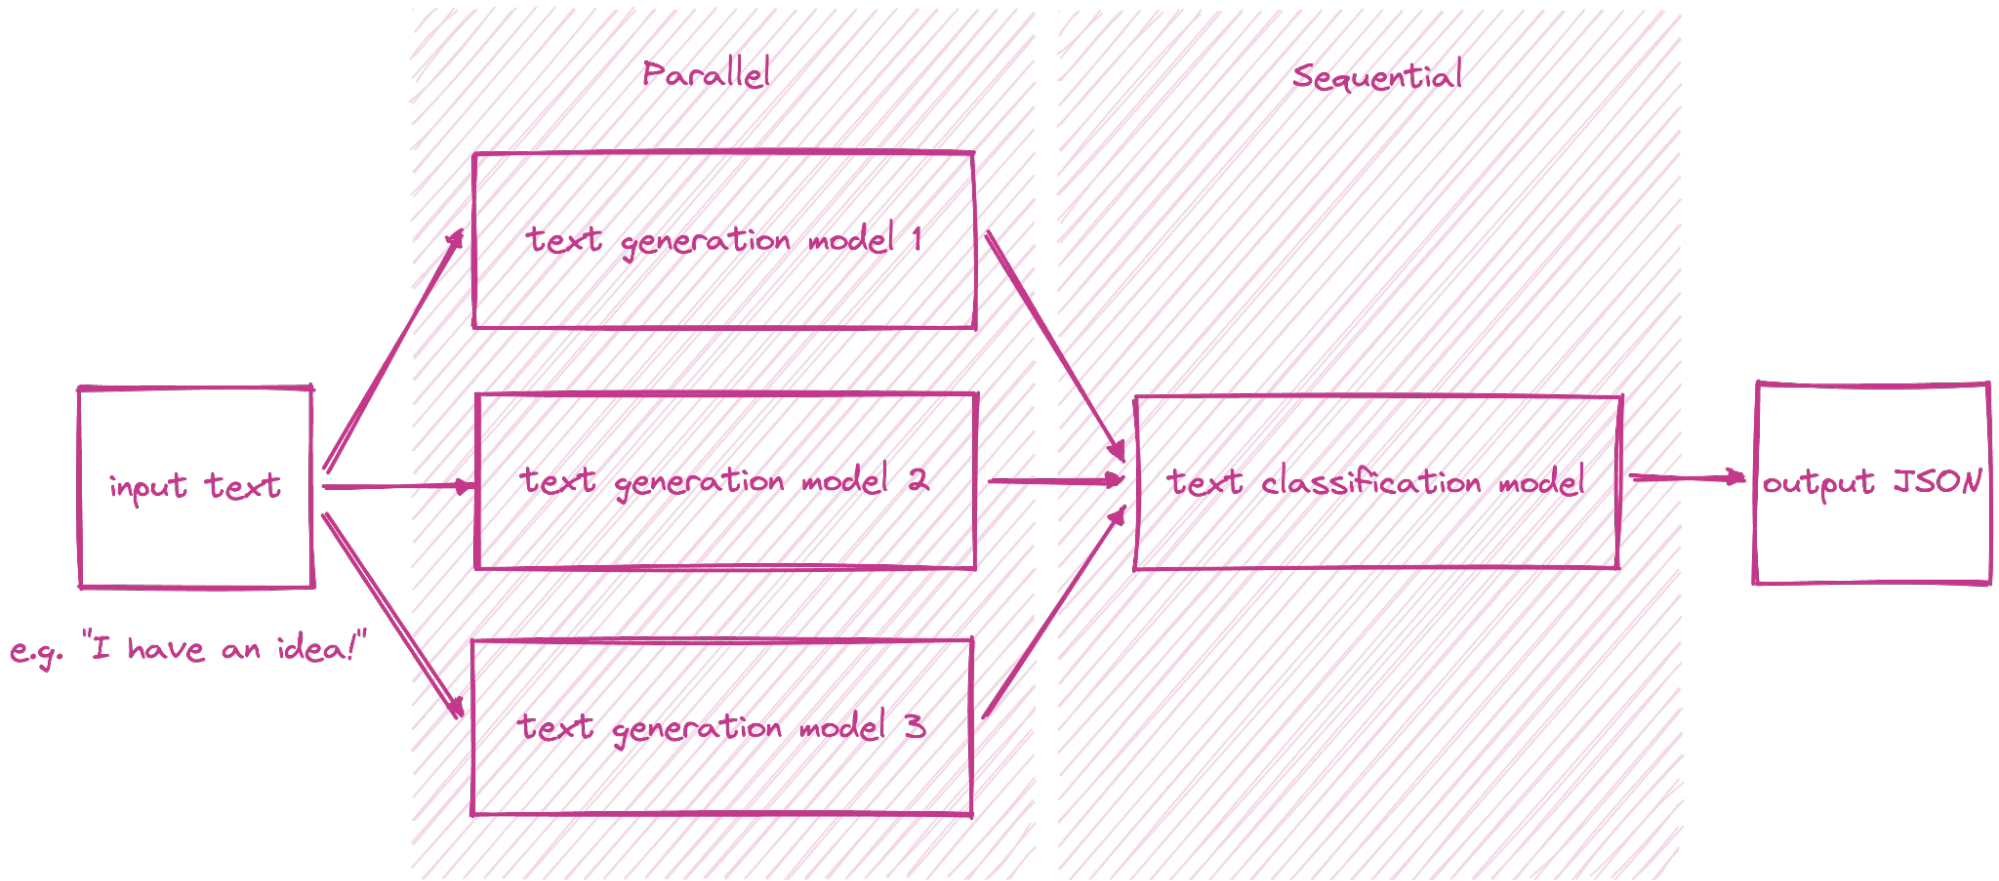 Parallel
Sequential
text generation model 1
input text
text generation model 2
text classification model
output JSON
e.g. "I have an idea!"
text generation model 3